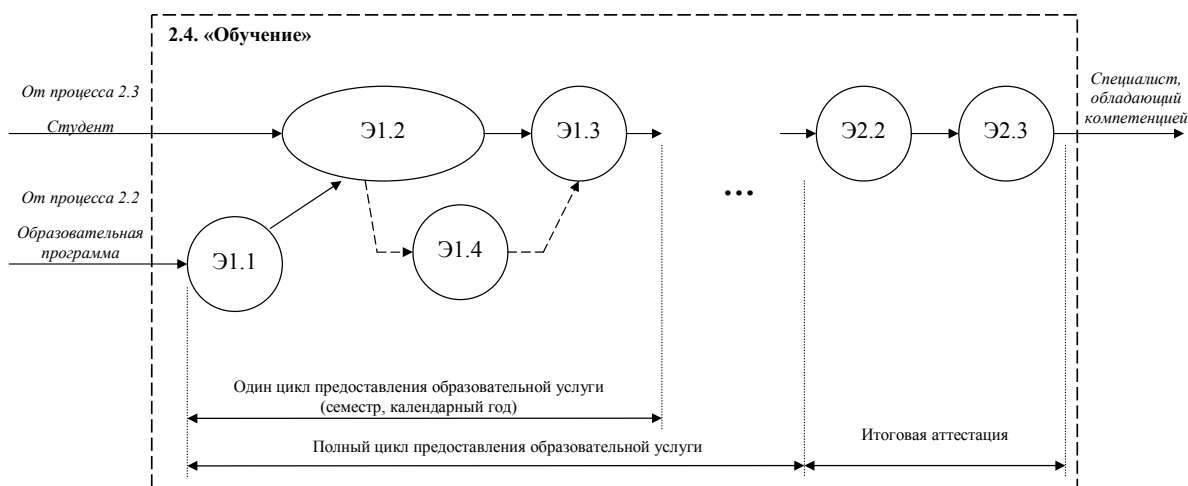 2.4. «Обучение»
От процесса 2.3
Студент
Специалист,
обладающий
компетенцией
Э1.2
Э1.3
Э2.2
Э2.3
От процесса 2.2
Образовательная
программа
Э1.1
Э1.4
...
Один цикл предоставления образовательной услуги
(семестр, календарный год)
Полный цикл предоставления образовательной услуги
Итоговая аттестация